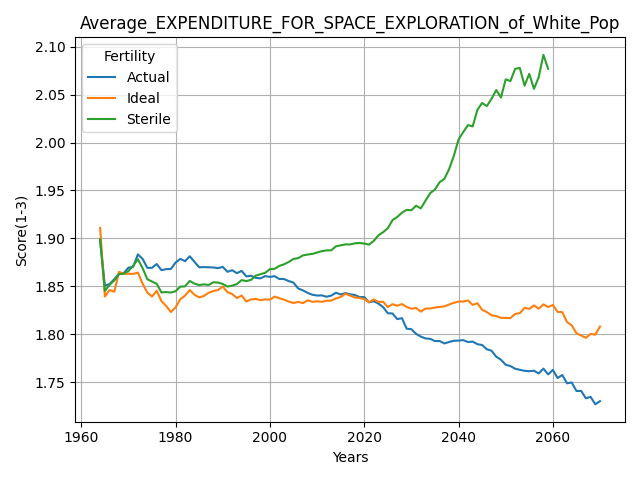 Average_EXPENDITURE_FOR_SPACE_EXPLORATION_of_White_Pop
Fertility
Actual
Ideal
Sterile
Score(1-3)
2.10
2.05
2.00
1.95
1.90
1.85
1.80
1.75
1960
1980
2000
2020
2040
2060
Years